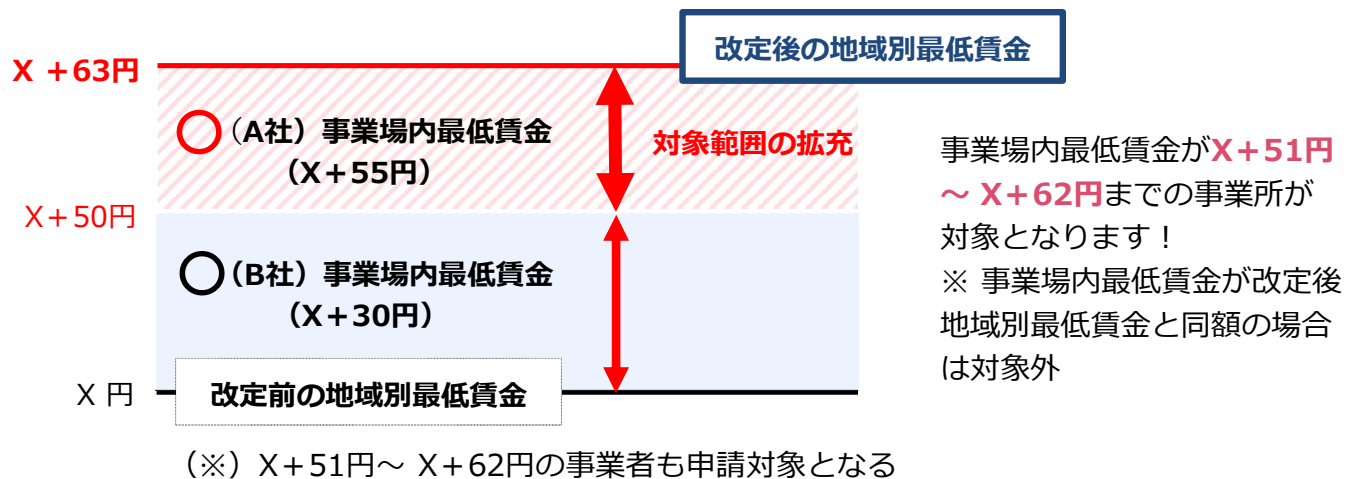 改定後の地域別最低賃金
X +63円
(A社）事業場内最低賃金
（X＋55円）
対象範囲の拡充
X＋50円
（B社）事業場内最低賃金
（X＋30円）
X 円
改定前の地域別最低賃金
（※）X＋51円～ X＋62円の事業者も申請対象となる
事業場内最低賃金がX＋51円
～ X＋62円までの事業所が
対象となります！
※ 事業場内最低賃金が改定後
地域別最低賃金と同額の場合
は対象外